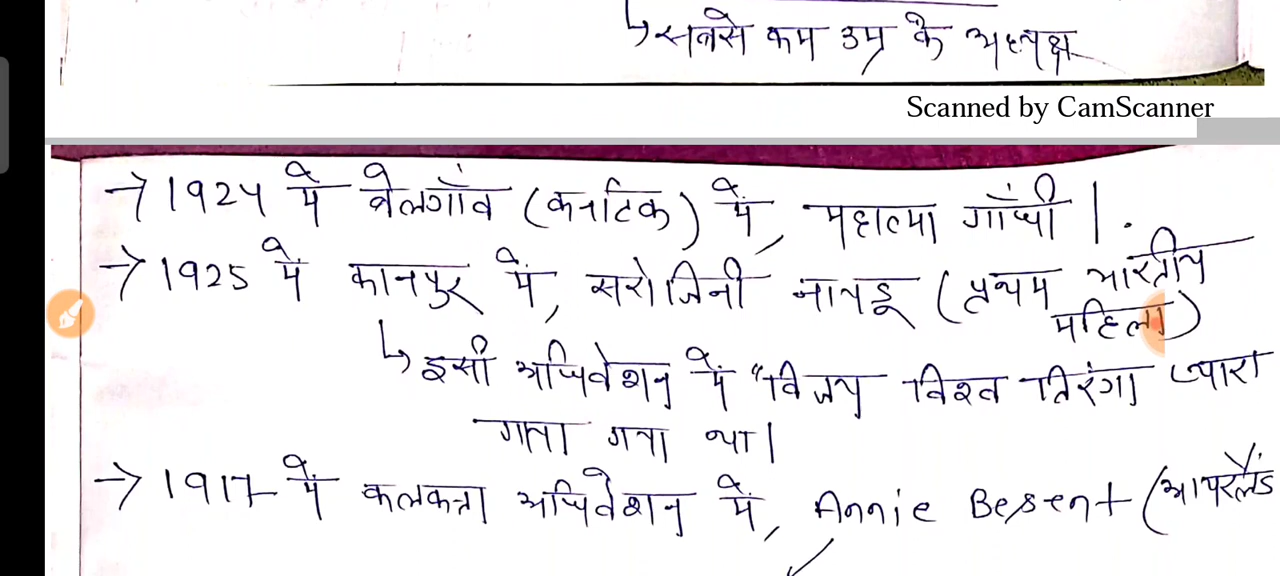 ↳ सबसे कम उम्र के अध्यक्ष
Scanned by CamScanner
→ 1924 में बेलगाँव (कर्नाटक) में, महात्मा गाँधी |.
→ 1925 में कानपुर में, सरोजिनी नायडू (प्रथम भारतीय
महिला)
↳ इसी अधिवेशन में "विजय विश्व तिरंगा प्यारा
गाया गया था।
→ 1917 में कलकत्ता अधिवेशन में, Annie Besent (आयरलैंड